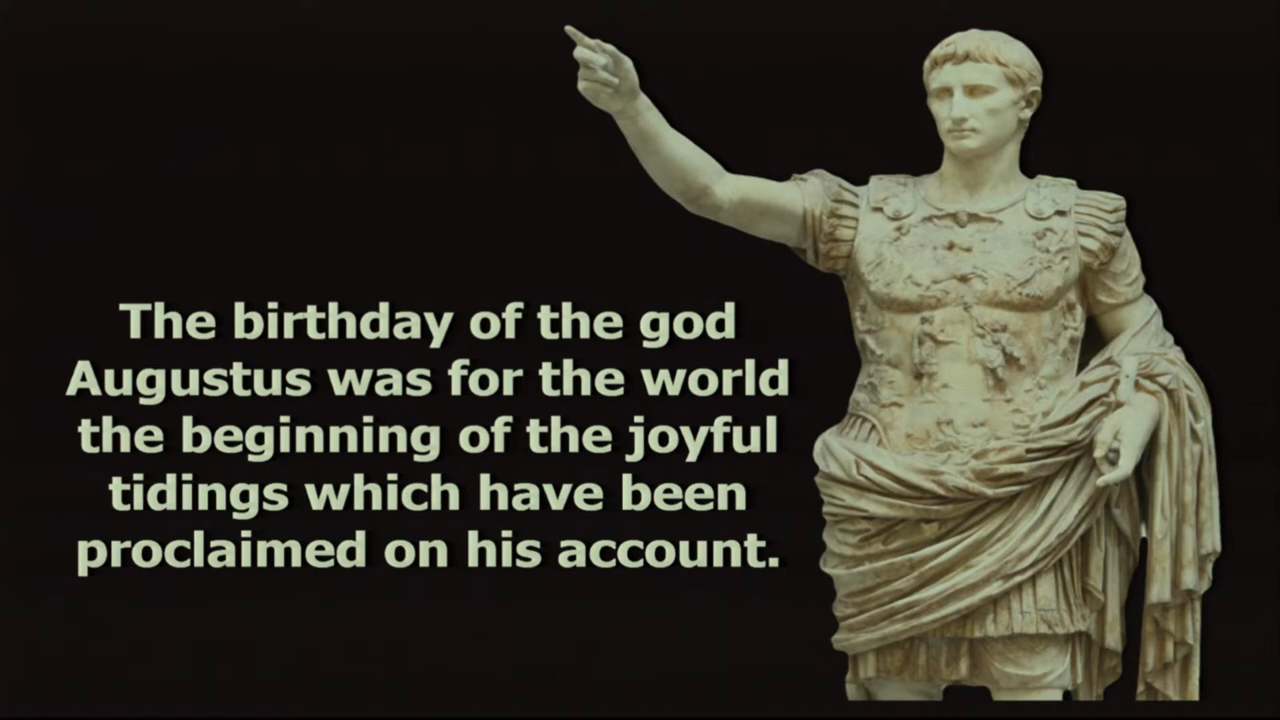 The birthday of the god
Augustus was for the world
the beginning of the joyful
tidings which have been
proclaimed on his account.